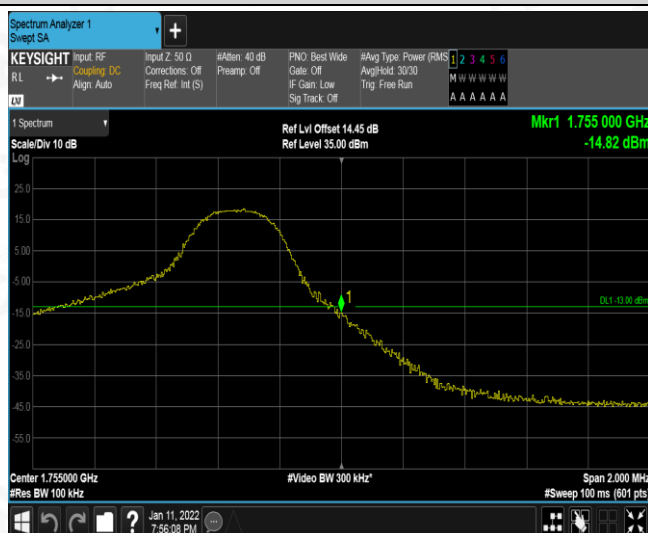 Spectrum Analyzer 1
Swept SA
KEYSIGHT
RL
Input: RF
Coupling: DC
Align: Auto
Input Z: 50 Ω
Corrections: Off
Freq Ref: Int (S)
#Atten: 40 dB
Preamp: Off
PNO: Best Wide
Gate: Off
IF Gain: Low
Sig Track: Off
#Avg Type: Power (RMS
Avg|Hold: 30/30
Trig: Free Run
1 2 3 4 5 6
M W W W W W
A A A A A A
LXI
1 Spectrum
Scale/Div 10 dB
Ref Lvl Offset 14.45 dB
Ref Level 35.00 dBm
Mkr1 1.755 000 GHz
-14.82 dBm
Log
25.0
15.0
5.00
-5.00
-15.0
-25.0
-35.0
-45.0
-55.0
1
DL1 -13.00 dBm
Center 1.755000 GHz
#Res BW 100 kHz
#Video BW 300 kHz*
Span 2.000 MHz
#Sweep 100 ms (601 pts)
?
Jan 11, 2022
7:56:08 PM